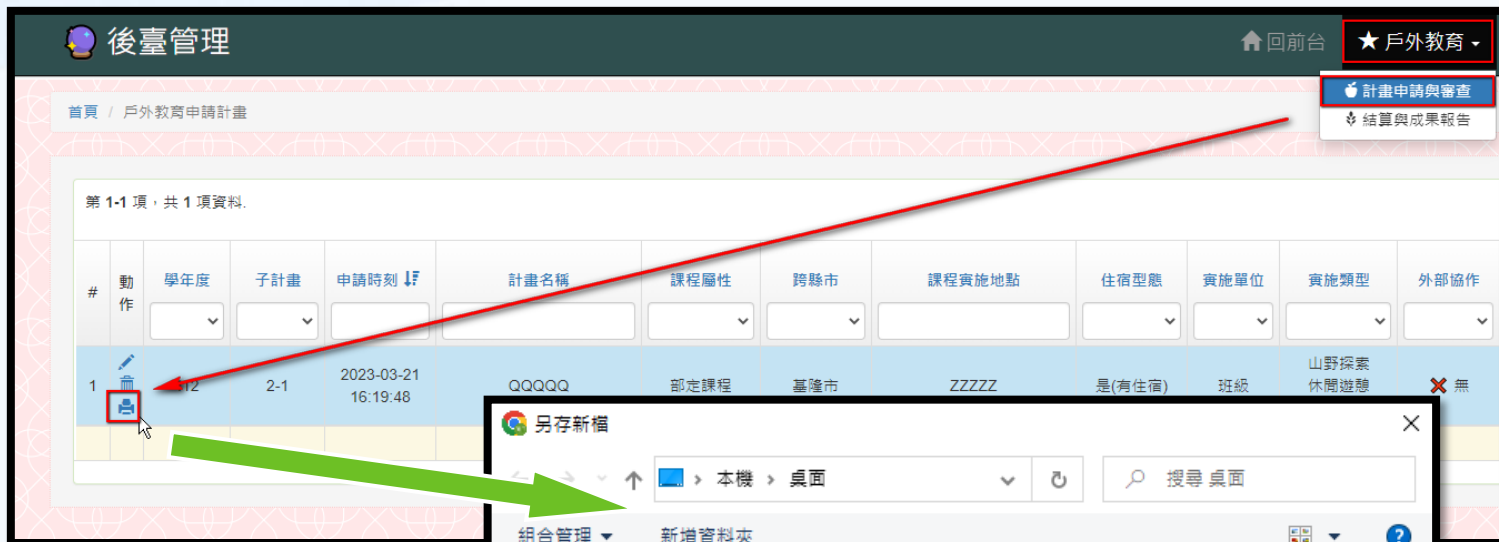 後臺管理
回前台
戶外教育
計畫申請與審查
結算與成果報告
首頁 / 戶外教育申請計畫
第 1-1 項，共 1 項資料.
# 動作 學年度 子計畫 申請時刻 計畫名稱 課程屬性 跨縣市 課程實施地點 住宿型態 實施單位 實施類型 外部協作
1 2-1 2023-03-21 16:19:48 QQQQQ 部定課程 基隆市 ZZZZZ 是(有住宿) 班級 山野探索 休閒遊憩 無
另存新檔
本機 › 桌面
搜尋 桌面
組合管理
新增資料夾